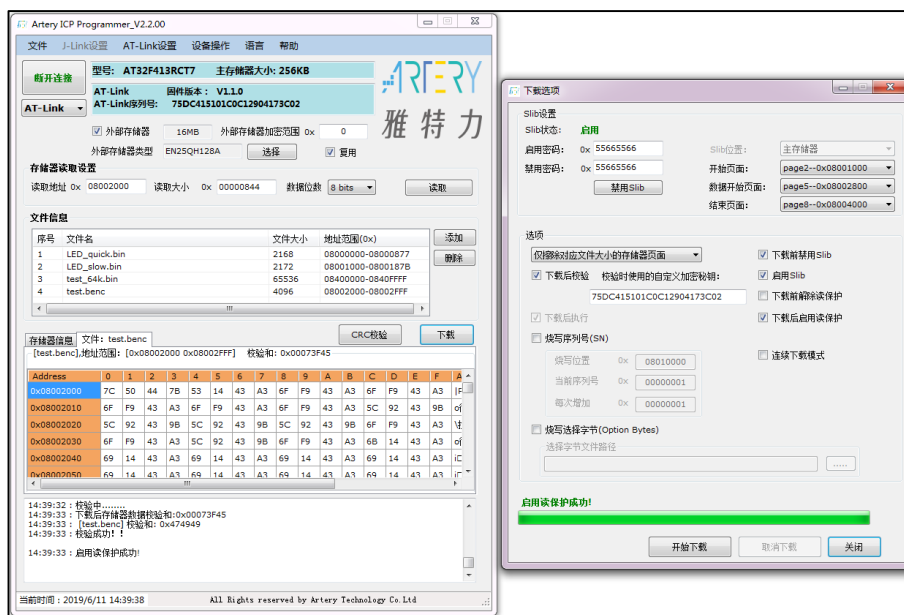 Artery ICP Programmer_V2.2.00
文件 J-Link设置 AT-Link设置 设备操作 语言 帮助
断开连接
型号: AT32F413RCT7 主存储器大小: 256KB
AT-Link 固件版本: V1.1.0
AT-Link序列号: 75DC415101C0C12904173C02
AT-Link
ARTERY
雅特力
外部存储器 16MB 外部存储器加密范围 0x 0
外部存储器类型 EN25QH128A 选择 复用
存储器读取设置
读取地址 0x 08002000 读取大小 0x 00000844 数据位数 8 bits 读取
文件信息
序号 文件名 文件大小 地址范围(0x)
1 LED_quick.bin 2168 08000000-08000877
2 LED_slow.bin 2172 08001000-0800187B
3 test_64k.bin 65536 08400000-0840FFFF
4 test.benc 4096 08002000-08002FFF
添加
删除
存储器信息 文件: test.benc CRC校验 下载
[test.benc],地址范围: [0x08002000 0x08002FFF] 校验和: 0x00073F45
Address 0 1 2 3 4 5 6 7 8 9 A B C D E F A
0x08002000 7C 50 44 7B 53 14 43 A3 6F F9 43 A3 6F F9 43 A3
0x08002010 6F F9 43 A3 6F F9 43 A3 6F F9 43 A3 5C 92 43 9B
0x08002020 5C 92 43 9B 5C 92 43 9B 5C 92 43 9B 6F F9 43 A3
0x08002030 6F F9 43 A3 5C 92 43 9B 6F F9 43 A3 6B 14 43 A3
0x08002040 69 14 43 A3 69 14 43 A3 69 14 43 A3 69 14 43 A3
0x08002050 69 14 43 A3 69 14 43 A3 69 14 43 A3 69 14 43 A3
14:39:32 : 校验中........
14:39:33 : 下载后存储器数据校验和:0x00073F45
14:39:33 : [test.benc] 校验和: 0x474949
14:39:33 : 校验成功! !
14:39:33 : 启用读保护成功!
当前时间 : 2019/6/11 14:39:38 All Rights reserved by Artery Technology Co.Ltd
下载选项
Slib设置
Slib状态: 启用
启用密码: 0x 55665566 Slib位置: 主存储器
禁用密码: 0x 55665566 开始页面: page2--0x08001000
禁用Slib 数据开始页面: page5--0x08002800
结束页面: page8--0x08004000
选项
仅擦除对应文件大小的存储器页面 下载前禁用Slib
下载后校验 校验时使用的自定义加密秘钥: 启用Slib
75DC415101C0C12904173C02 下载前解除读保护
下载后执行 下载后启用读保护
烧写序列号(SN)
烧写位置 0x 08010000 连续下载模式
当前序列号 0x 00000001
每次增加 0x 00000001
烧写选择字节(Option Bytes)
选择字节文件路径
.....
启用读保护成功!
开始下载 取消下载 关闭